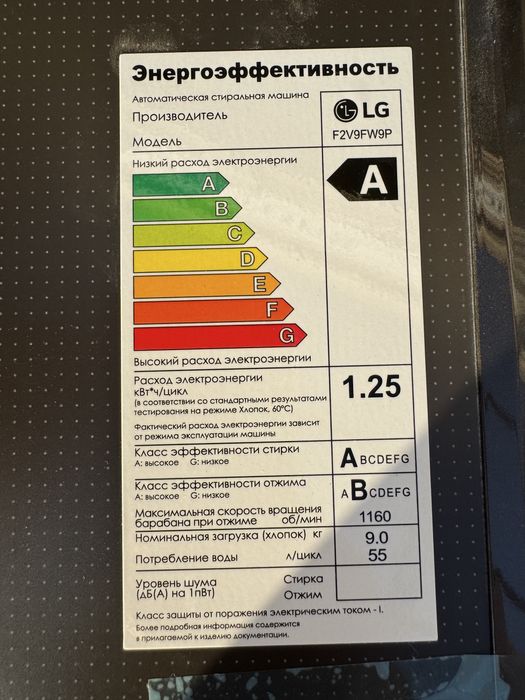 Энергоэффективность
Автоматическая стиральная машина
Производитель
LG
Модель
F2V9FW9P
Низкий расход электроэнергии
A
A
B
C
D
E
F
G
Высокий расход электроэнергии
Расход электроэнергии
кВт*ч/цикл
1.25
(в соответствии со стандартными результатами
тестирования на режиме Хлопок, 60°С)
Фактический расход электроэнергии зависит
от режима эксплуатации машины
Класс эффективности стирки
A: высокое G: низкое
ABCDEFG
Класс эффективности отжима
A: высокое G: низкое
ABCDEFG
Максимальная скорость вращения
барабана при отжиме об/мин
1160
Номинальная загрузка (хлопок) кг
9.0
Потребление воды л/цикл
55
Уровень шума Стирка
(дБ(А) на 1пВт) Отжим
Класс защиты от поражения электрическим током - I.
Более подробная информация содержится
в прилагаемой к изделию документации.